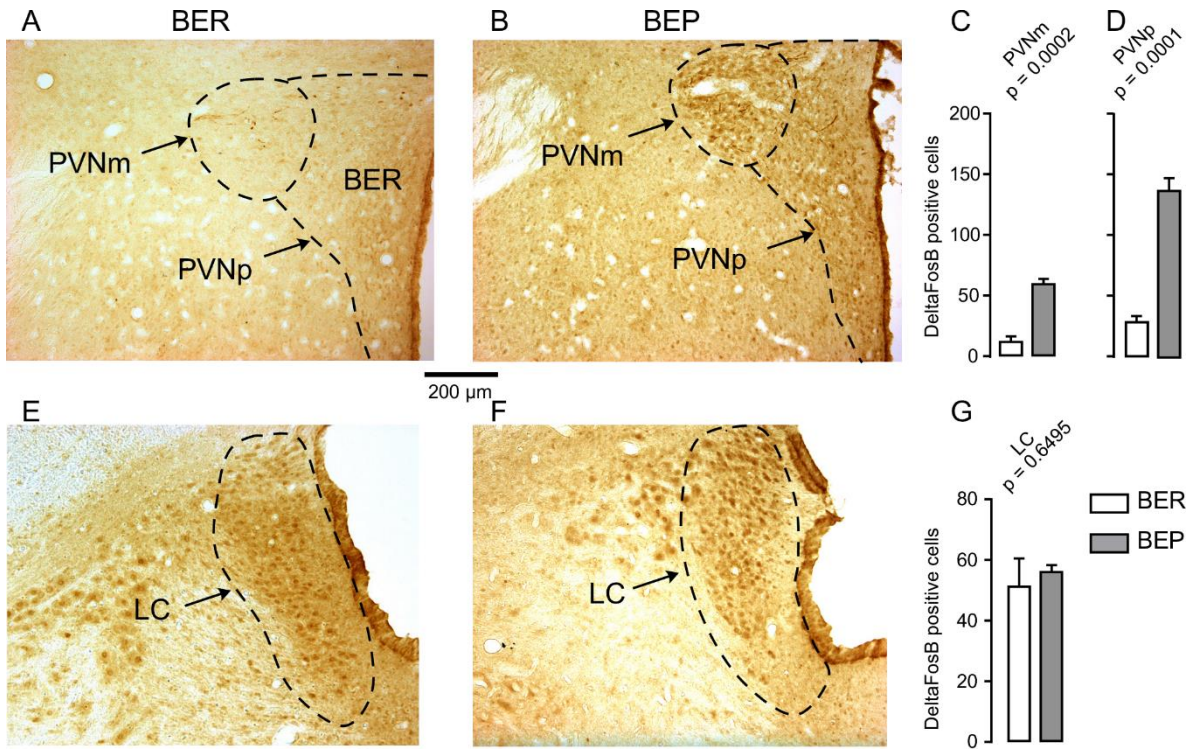 A
BER
B
BEP
C
D
PVNm
p = 0.0002
PVNp
p = 0.0001
PVNm
BER
PVNp
PVNm
PVNp
DeltaFosB positive cells
200
150
100
50
0
200 µm
E
F
G
LC
p = 0.6495
LC
LC
DeltaFosB positive cells
80
60
40
20
0
BER
BEP